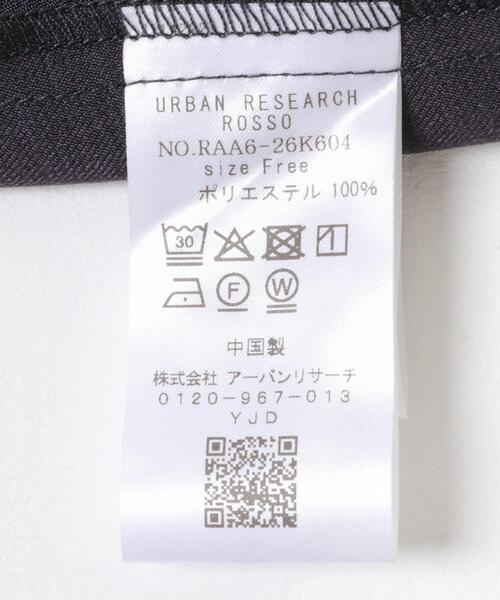 URBAN RESEARCH
ROSSO
NO.RAA6-26K604
size Free
ポリエステル 100%
30
F W
中国製
株式会社 アーバンリサーチ
0120-967-013
YJD